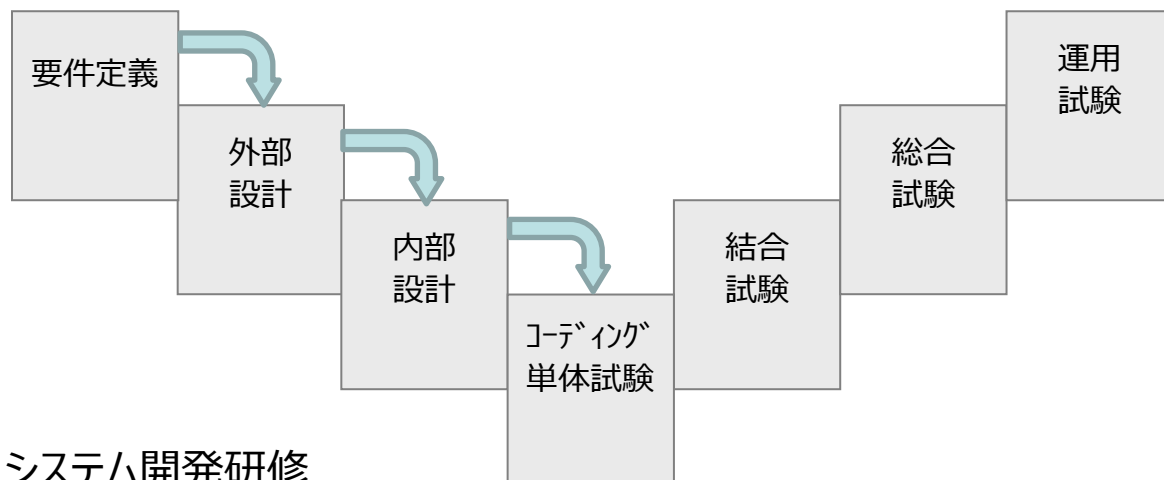 要件定義
外部
設計
内部
設計
ｺｰﾃﾞｨﾝｸﾞ
単体試験
結合
試験
総合
試験
運用
試験
システム開発研修